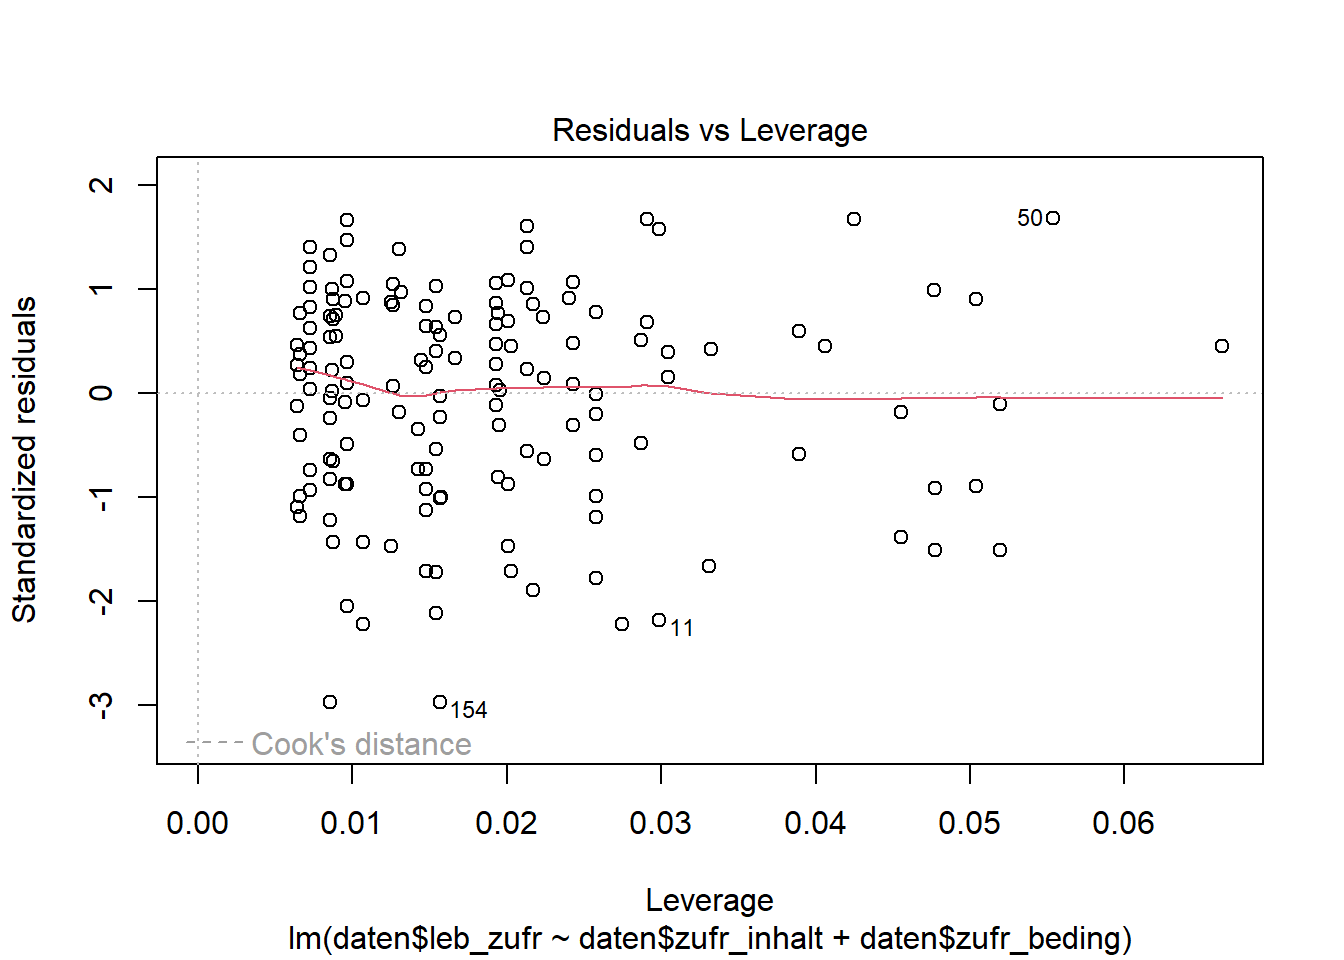 Residuals vs Leverage
Standardized residuals
2
1
0
-1
-2
-3
50
11
154
Cook's distance
0.00 0.01 0.02 0.03 0.04 0.05 0.06
Leverage
lm(daten$leb_zufr ~ daten$zufr_inhalt + daten$zufr_beding)